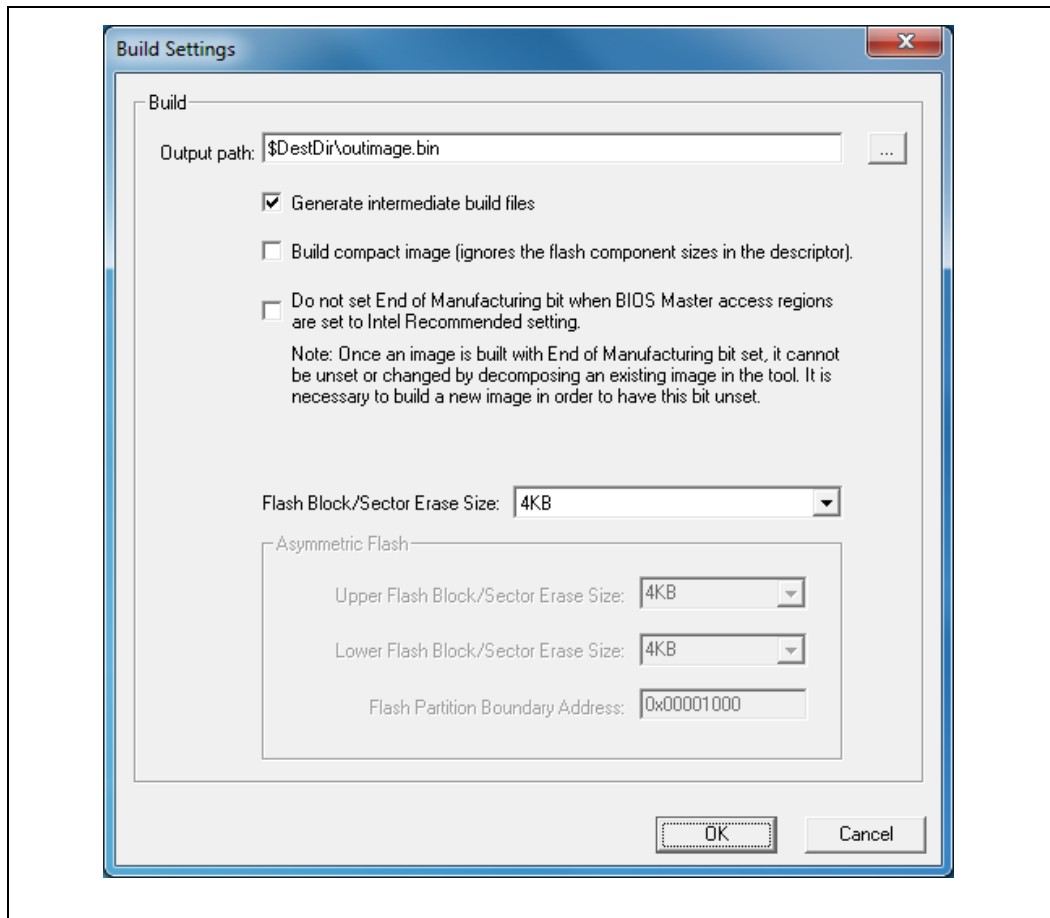 Build Settings
Build
Output path: $DestDir\outimage.bin ...
Generate intermediate build files
Build compact image (ignores the flash component sizes in the descriptor).
Do not set End of Manufacturing bit when BIOS Master access regions
are set to Intel Recommended setting.
Note: Once an image is built with End of Manufacturing bit set, it cannot
be unset or changed by decomposing an existing image in the tool. It is
necessary to build a new image in order to have this bit unset.
Flash Block/Sector Erase Size: 4KB
Asymmetric Flash
Upper Flash Block/Sector Erase Size: 4KB
Lower Flash Block/Sector Erase Size: 4KB
Flash Partition Boundary Address: 0x00001000
OK Cancel